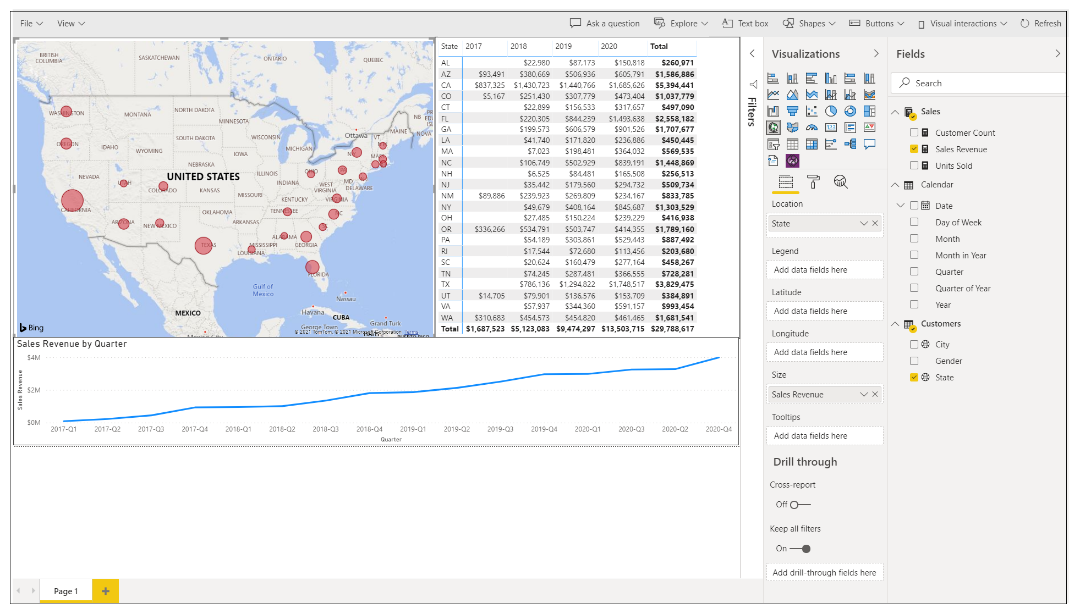 File View Ask a question Explore Text box Shapes Buttons Visual interactions Refresh
BRITISH COLUMBIA
SASKATCHEWAN
ONTARIO
QUEBEC
WASHINGTON
MONTANA
NORTH DAKOTA
MINNESOTA
Ottawa
MAINE
NB
NOVA
OREGON
IDAHO
WYOMING
SOUTH DAKOTA
WISCONSIN
MICHIGAN
NEBRASKA
IOWA
NEVADA
UTAH
COLORADO
UNITED STATES
KANSAS
MISSOURI
ILLINOIS
INDIANA
OHIO
WEST VIRGINIA
MD
DELAWARE
KENTUCKY
VIRGINIA
CALIFORNIA
ARIZONA
NEW MEXICO
OKLAHOMA
ARKANSAS
TENNESSEE
TEXAS
LOUISIANA
MISSISSIPPI
ALABAMA
GEORGIA
FLORIDA
Gulf of Mexico
MEXICO
Havana
CUBA
Nassau
George Town
Grand Turk
Bing
State 2017 2018 2019 2020 Total
AL $22,980 $87,173 $150,818 $260,971
AZ $93,491 $380,669 $506,936 $605,791 $1,586,886
CA $837,325 $1,430,723 $1,440,766 $1,685,626 $5,394,441
CO $5,167 $251,430 $307,779 $473,404 $1,037,779
CT $22,899 $156,533 $317,657 $497,090
FL $220,305 $844,239 $1,493,638 $2,558,182
GA $199,573 $606,579 $901,526 $1,707,677
LA $41,740 $171,820 $236,886 $450,445
MA $7,023 $198,481 $364,032 $569,535
NC $106,749 $502,929 $839,191 $1,448,869
NH $6,525 $84,481 $165,508 $256,513
NJ $35,442 $179,560 $294,732 $509,734
NM $89,886 $239,923 $269,809 $234,167 $833,785
NY $49,679 $408,164 $845,687 $1,303,529
OH $27,485 $150,224 $239,229 $416,938
OR $336,266 $534,791 $503,747 $414,355 $1,789,160
PA $54,189 $303,861 $529,443 $887,492
RI $17,544 $72,680 $113,456 $203,680
SC $20,624 $160,479 $277,164 $458,267
TN $74,245 $287,481 $366,555 $728,281
TX $786,136 $1,294,822 $1,748,517 $3,829,475
UT $14,705 $79,901 $136,576 $153,709 $384,891
VA $57,937 $344,360 $591,157 $993,454
WA $310,683 $454,573 $454,820 $461,465 $1,681,541
Total $1,687,523 $5,123,083 $9,474,297 $13,503,715 $29,788,617
Sales Revenue by Quarter
$4M
$2M
$0M
Sales Revenue
2017-Q1 2017-Q2 2017-Q3 2017-Q4 2018-Q1 2018-Q2 2018-Q3 2018-Q4 2019-Q1 2019-Q2 2019-Q3 2019-Q4 2020-Q1 2020-Q3 2020-Q2 2020-Q4
Quarter
Filters
Visualizations
Location
State
Legend
Add data fields here
Latitude
Add data fields here
Longitude
Add data fields here
Size
Sales Revenue
Tooltips
Add data fields here
Drill through
Cross-report
Off
Keep all filters
On
Add drill-through fields here
Fields
Search
Sales
Customer Count
Sales Revenue
Units Sold
Calendar
Date
Day of Week
Month
Month in Year
Quarter
Quarter of Year
Year
Customers
City
Gender
State
Page 1